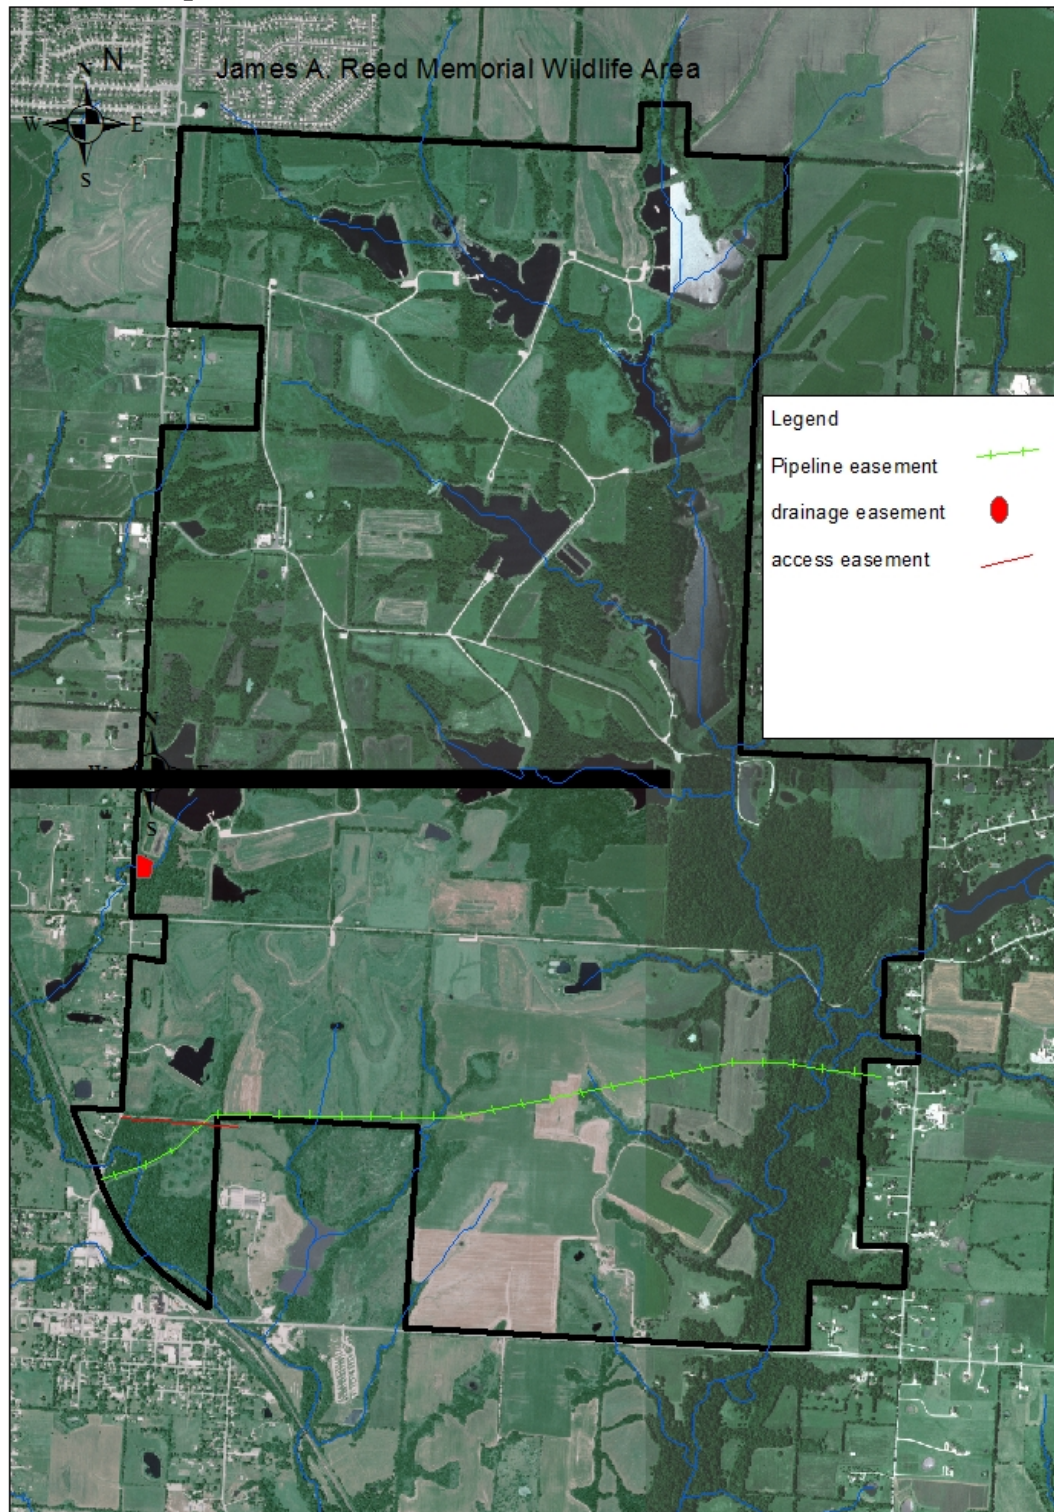 James A. Reed Memorial Wildlife Area
N
N
W
E
S
Legend
Pipeline easement
drainage easement
access easement
N
S